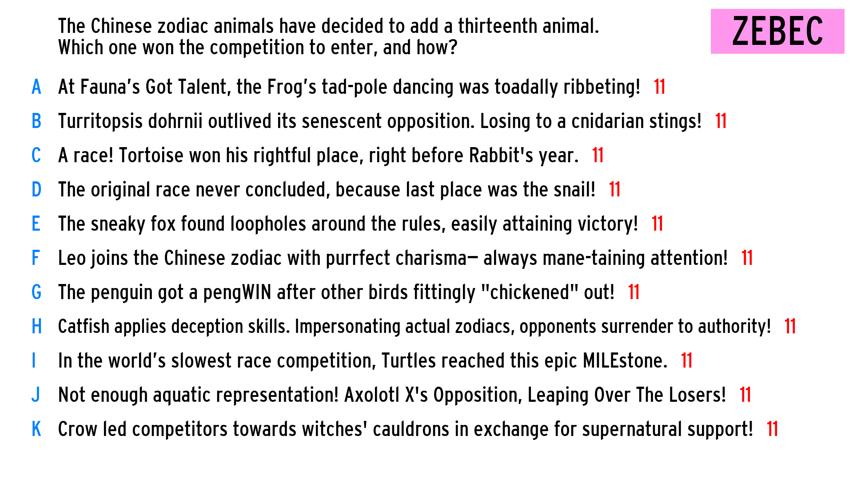 The Chinese zodiac animals have decided to add a thirteenth animal.
Which one won the competition to enter, and how?
ZEBEC
A At Fauna's Got Talent, the Frog's tad-pole dancing was toadally ribbeting! 11
B Turritopsis dohrnii outlived its senescent opposition. Losing to a cnidarian stings! 11
C A race! Tortoise won his rightful place, right before Rabbit's year. 11
D The original race never concluded, because last place was the snail! 11
E The sneaky fox found loopholes around the rules, easily attaining victory! 11
F Leo joins the Chinese zodiac with purrfect charisma– always mane-taining attention! 11
G The penguin got a pengWIN after other birds fittingly "chickened" out! 11
H Catfish applies deception skills. Impersonating actual zodiacs, opponents surrender to authority! 11
I In the world's slowest race competition, Turtles reached this epic MILEstone. 11
J Not enough aquatic representation! Axolotl X's Opposition, Leaping Over The Losers! 11
K Crow led competitors towards witches' cauldrons in exchange for supernatural support! 11